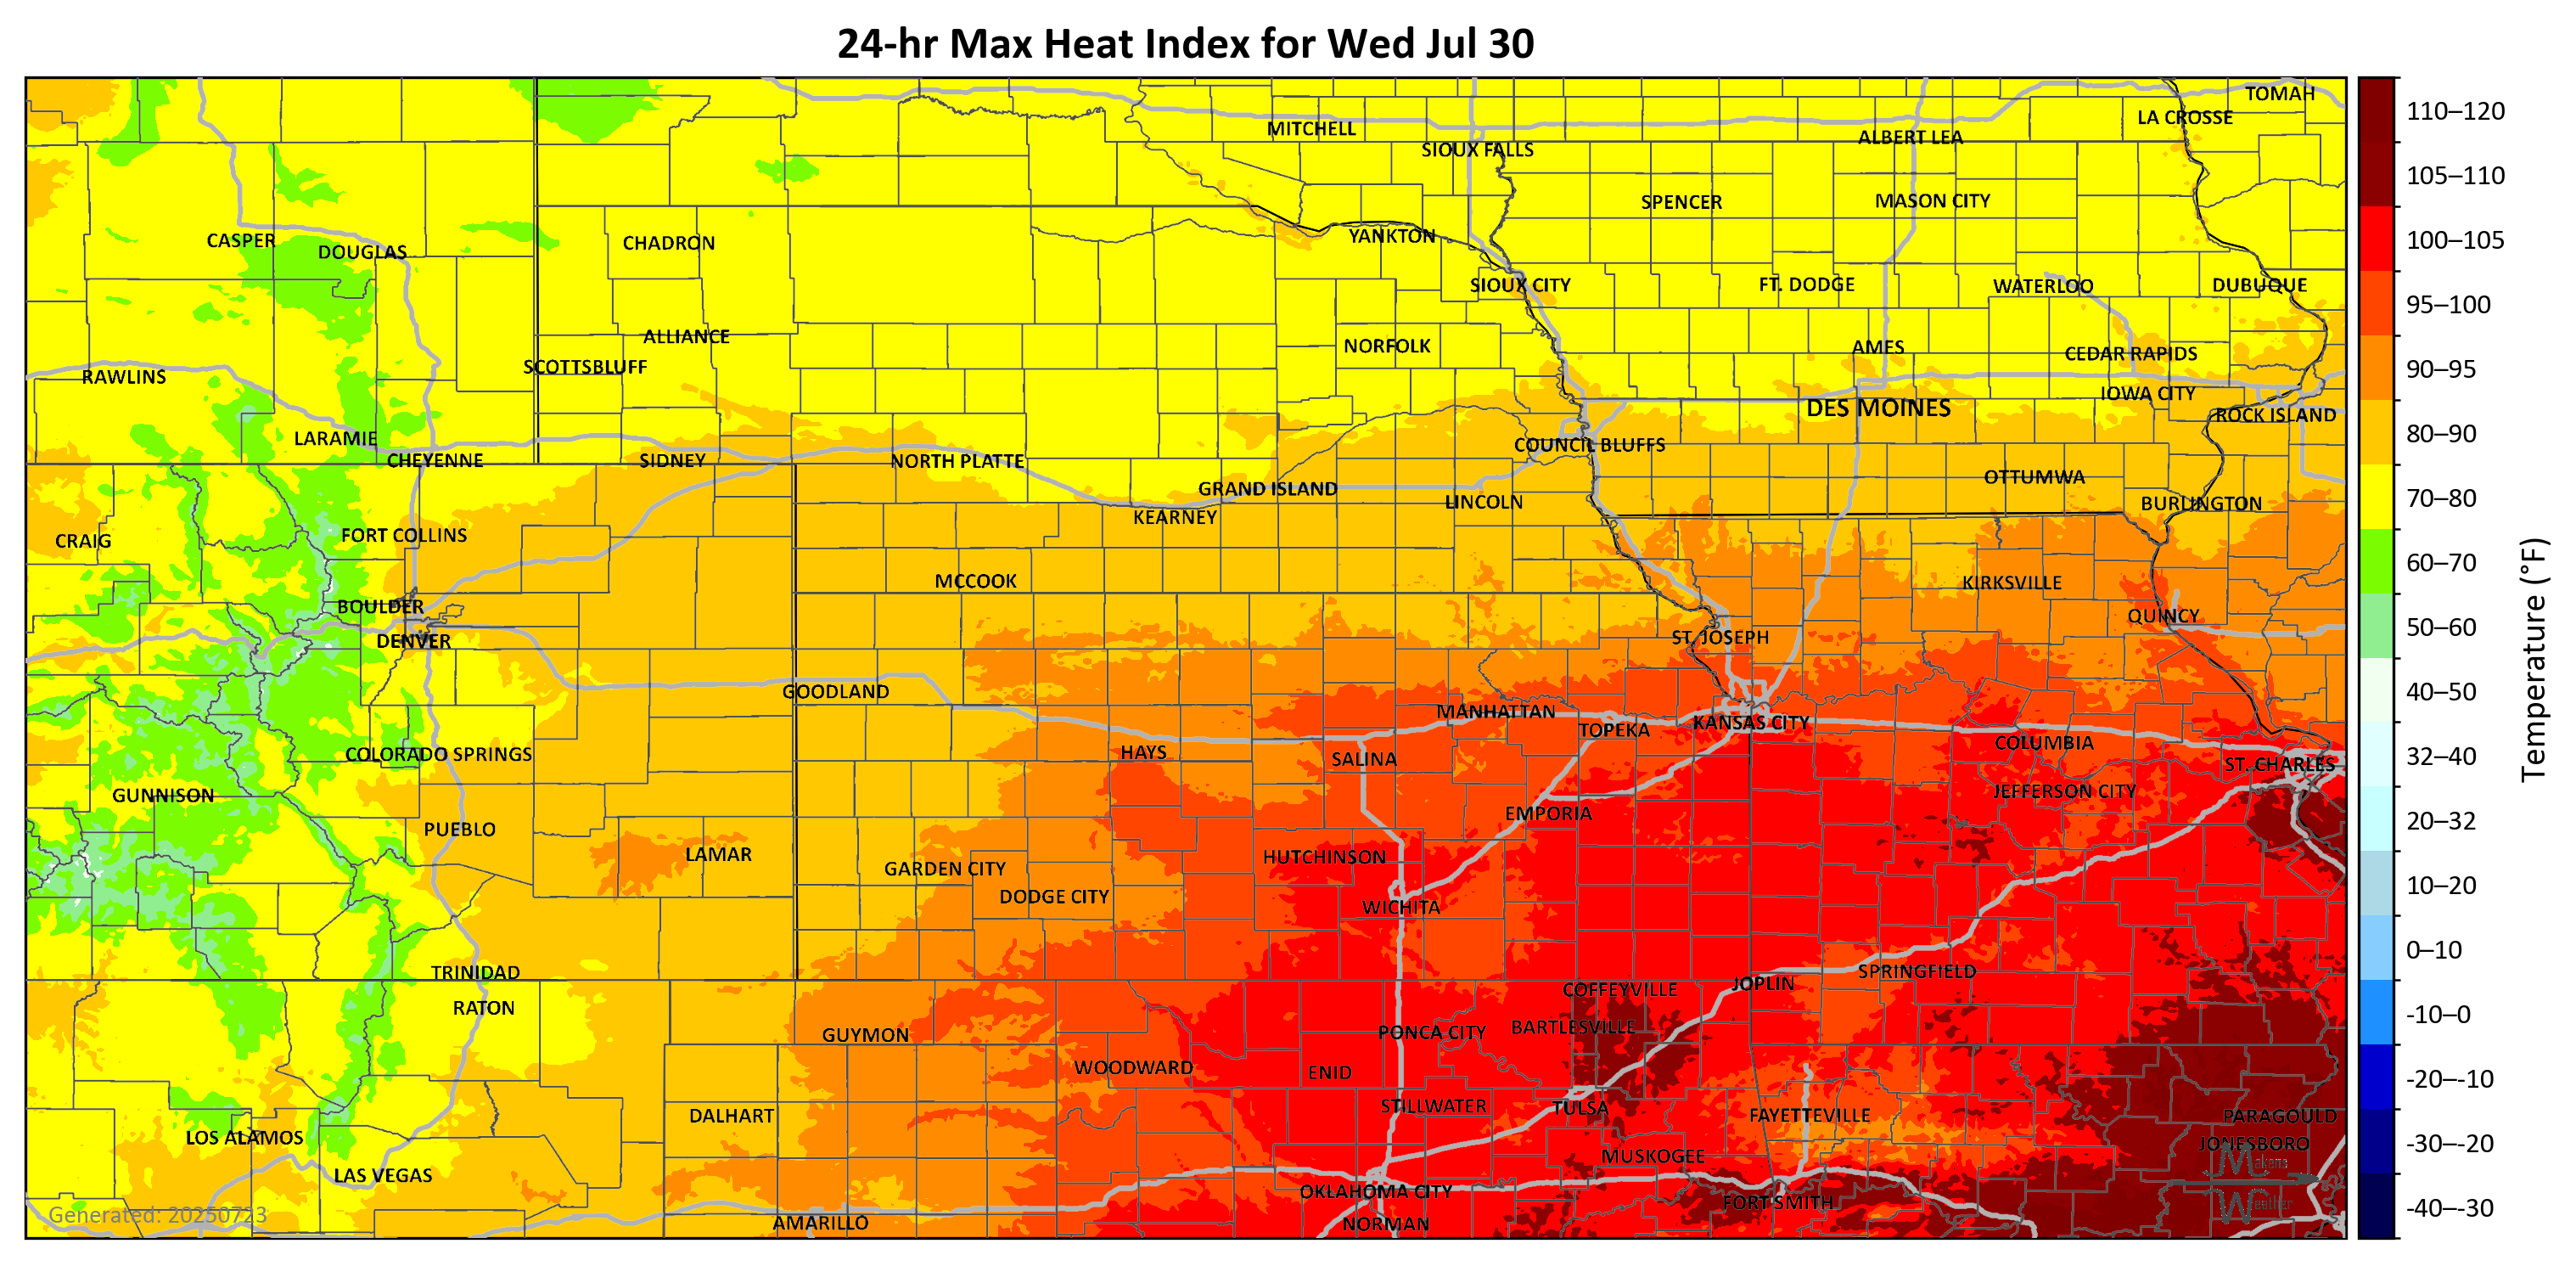 24-hr Max Heat Index for Wed Jul 30
TOMAH
LA CROSSE
MITCHELL
ALBERT LEA
SIOUX FALLS
SPENCER
MASON CITY
CASPER
DOUGLAS
CHADRON
YANKTON
SIOUX CITY
FT. DODGE
WATERLOO
DUBUQUE
ALLIANCE
NORFOLK
AMES
CEDAR RAPIDS
SCOTTSBLUFF
RAWLINS
IOWA CITY
DES MOINES
ROCK ISLAND
LARAMIE
COUNCIL BLUFFS
CHEYENNE
SIDNEY
NORTH PLATTE
OTTUMWA
GRAND ISLAND
LINCOLN
BURLINGTON
KEARNEY
FORT COLLINS
CRAIG
MCCOOK
KIRKSVILLE
BOULDER
QUINCY
DENVER
ST. JOSEPH
GOODLAND
MANHATTAN
TOPEKA
KANSAS CITY
COLUMBIA
COLORADO SPRINGS
HAYS
SALINA
ST. CHARLES
GUNNISON
JEFFERSON CITY
EMPORIA
PUEBLO
LAMAR
HUTCHINSON
GARDEN CITY
DODGE CITY
WICHITA
TRINIDAD
SPRINGFIELD
JOPLIN
COFFEYVILLE
RATON
BARTLESVILLE
PONCA CITY
GUYMON
WOODWARD
ENID
STILLWATER
TULSA
DALHART
FAYETTEVILLE
PARAGOULD
LOS ALAMOS
JONESBORO
MUSKOGEE
Makens
Weather
LAS VEGAS
OKLAHOMA CITY
FORT SMITH
Generated: 20250723
AMARILLO
NORMAN
110–120
105–110
100–105
95–100
90–95
80–90
70–80
60–70
50–60
40–50
32–40
20–32
10–20
0–10
-10–0
-20–-10
-30–-20
-40–-30
Temperature (°F)